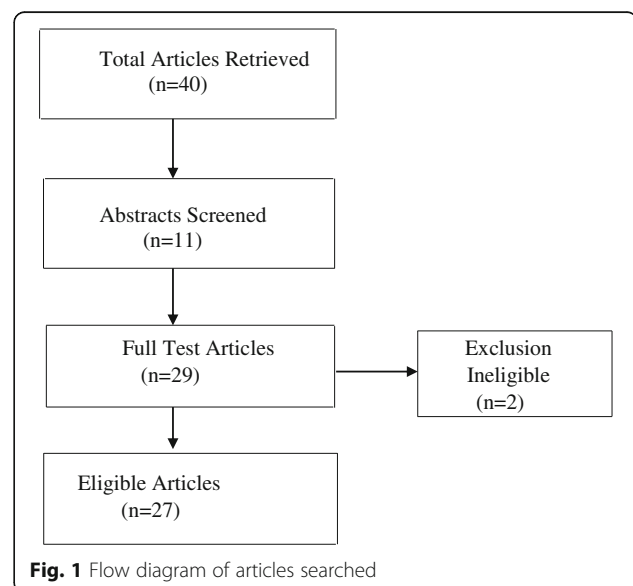 Total Articles Retrieved
(n=40)
Abstracts Screened
(n=11)
Full Test Articles
(n=29)
Exclusion
Ineligible
(n=2)
Eligible Articles
(n=27)
Fig. 1 Flow diagram of articles searched